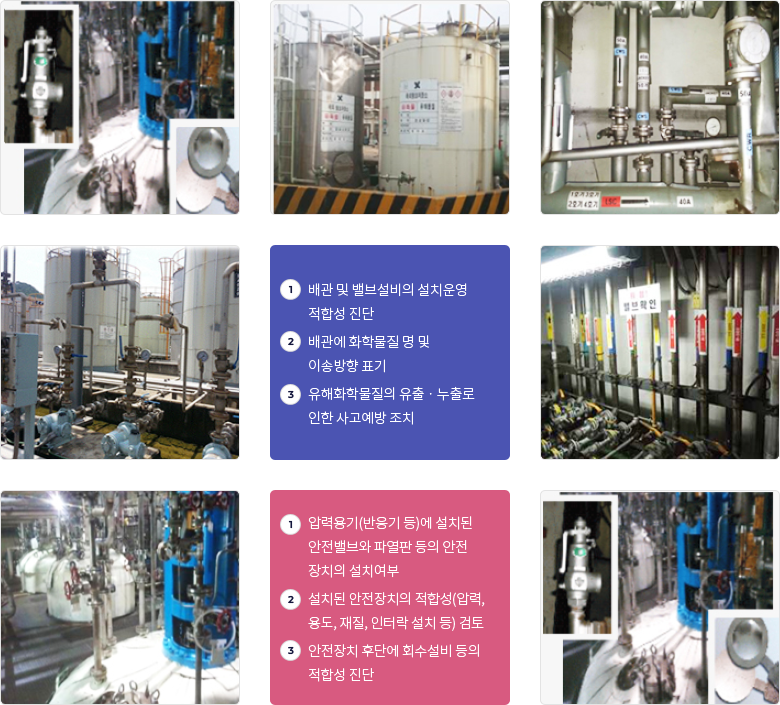 50A
40A
밸브확인
1 배관 및 밸브설비의 설치운영
적합성 진단
2 배관에 화학물질 명 및
이송방향 표기
3 유해화학물질의 유출 · 누출로
인한 사고예방 조치
1 압력용기(반응기 등)에 설치된
안전밸브와 파열판 등의 안전
장치의 설치여부
2 설치된 안전장치의 적합성(압력,
용도, 재질, 인터락 설치 등) 검토
3 안전장치 후단에 회수설비 등의
적합성 진단